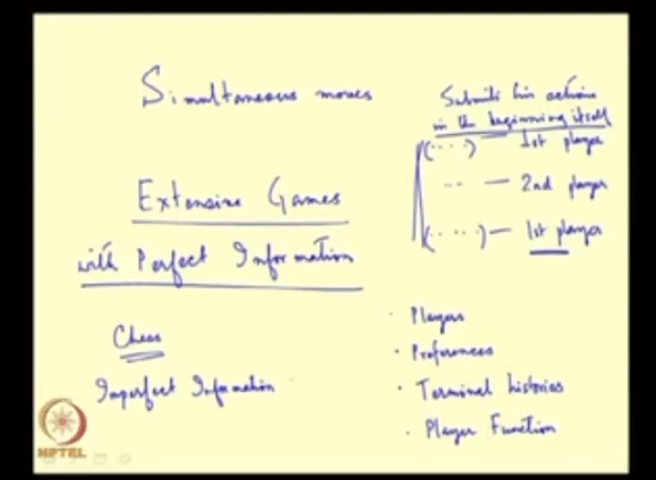 Simultaneous moves
Extensive Games
with Perfect Information
Chess
Imperfect Information
Submits his actions
in the beginning itself
(....) — 1st player
.. — 2nd player
(....) — 1st player
· Players
· Preferences
· Terminal histories
· Player Function
NPTEL